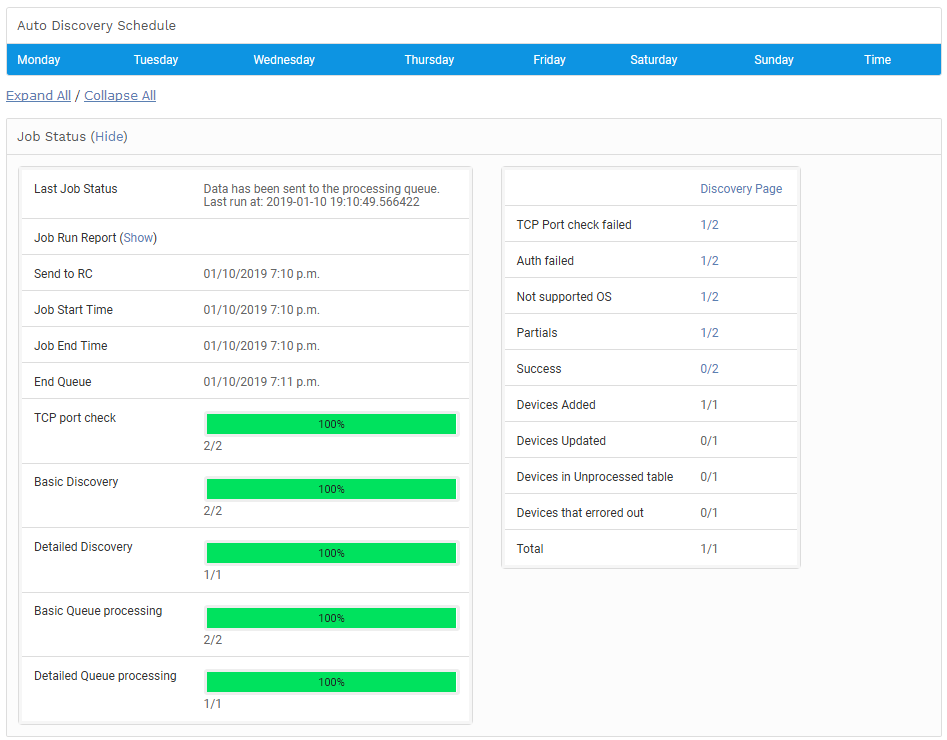 Auto Discovery Schedule
Monday Tuesday Wednesday Thursday Friday Saturday Sunday Time
Expand All / Collapse All
Job Status (Hide)
Last Job Status Data has been sent to the processing queue.
Last run at: 2019-01-10 19:10:49.566422
Job Run Report (Show)
Send to RC 01/10/2019 7:10 p.m.
Job Start Time 01/10/2019 7:10 p.m.
Job End Time 01/10/2019 7:10 p.m.
End Queue 01/10/2019 7:11 p.m.
TCP port check 100%
2/2
Basic Discovery 100%
2/2
Detailed Discovery 100%
1/1
Basic Queue processing 100%
2/2
Detailed Queue processing 100%
1/1
Discovery Page
TCP Port check failed 1/2
Auth failed 1/2
Not supported OS 1/2
Partials 1/2
Success 0/2
Devices Added 1/1
Devices Updated 0/1
Devices in Unprocessed table 0/1
Devices that errored out 0/1
Total 1/1